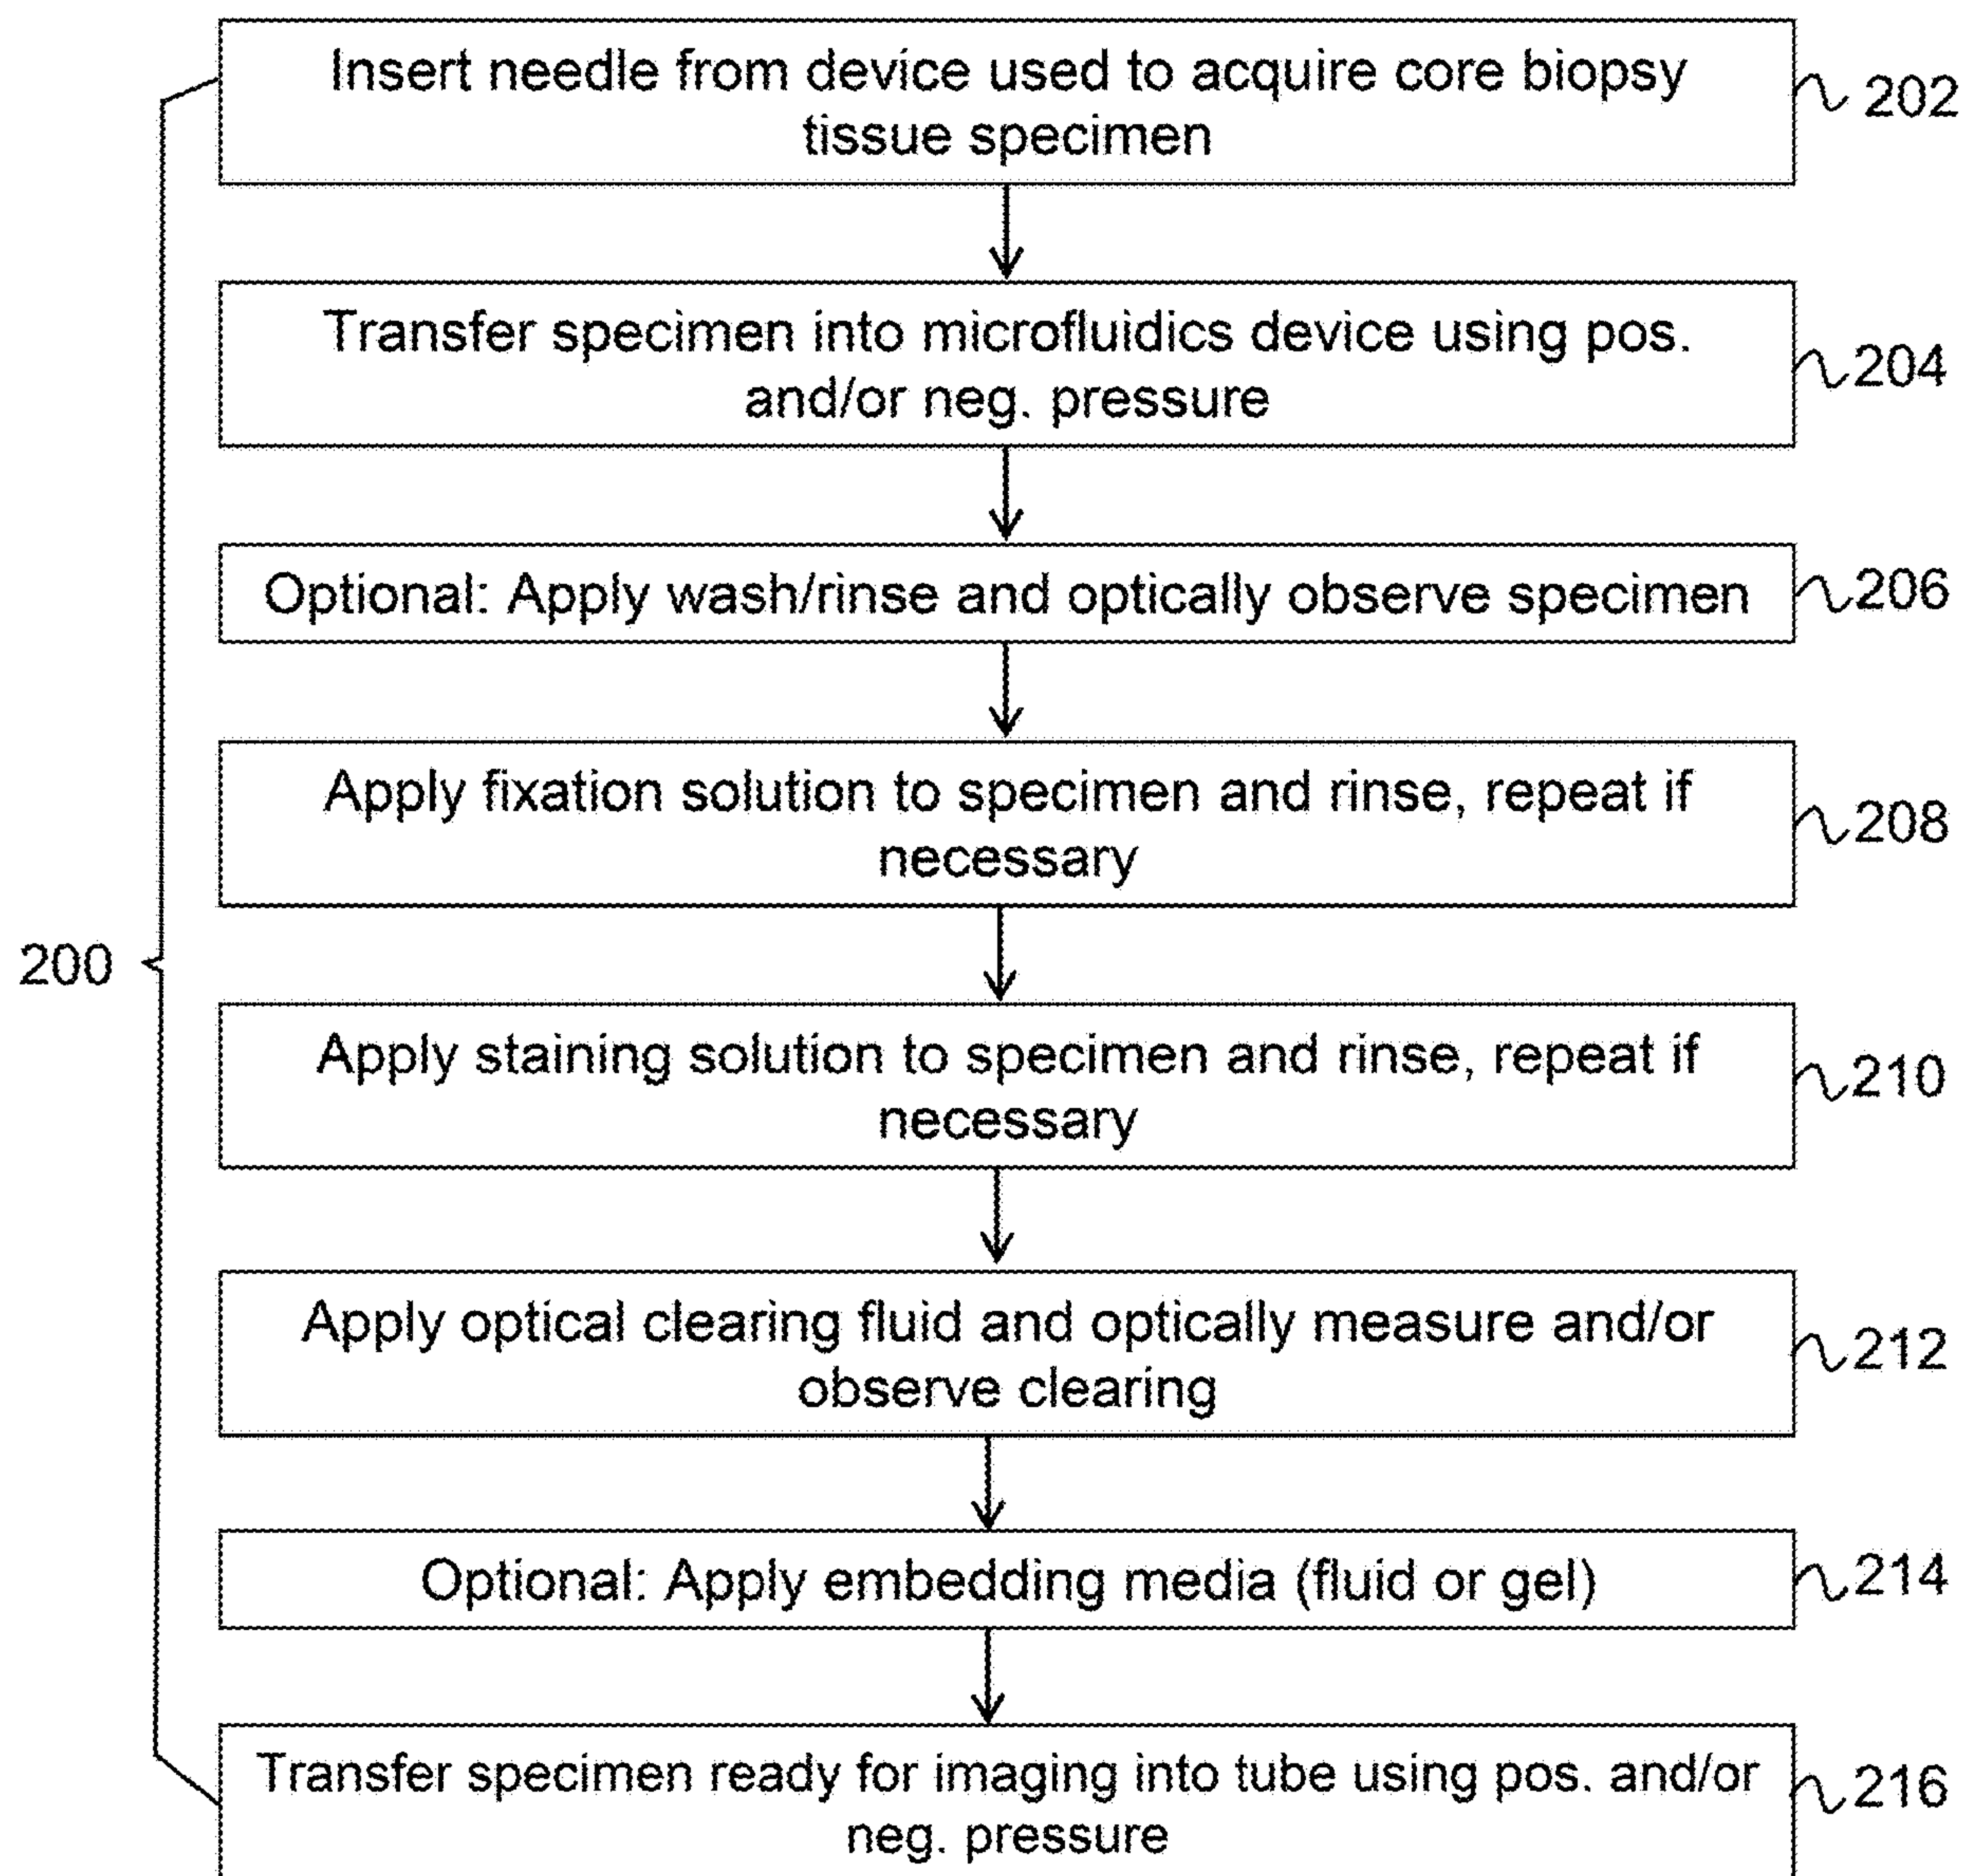 Insert needle from device used to acquire core biopsy
tissue specimen
202
Transfer specimen into microfluidics device using pos.
and/or neg. pressure
204
Optional: Apply wash/rinse and optically observe specimen
206
Apply fixation solution to specimen and rinse, repeat if
necessary
208
200
Apply staining solution to specimen and rinse, repeat if
necessary
210
Apply optical clearing fluid and optically measure and/or
observe clearing
212
Optional: Apply embedding media (fluid or gel)
214
Transfer specimen ready for imaging into tube using pos. and/or
neg. pressure
216